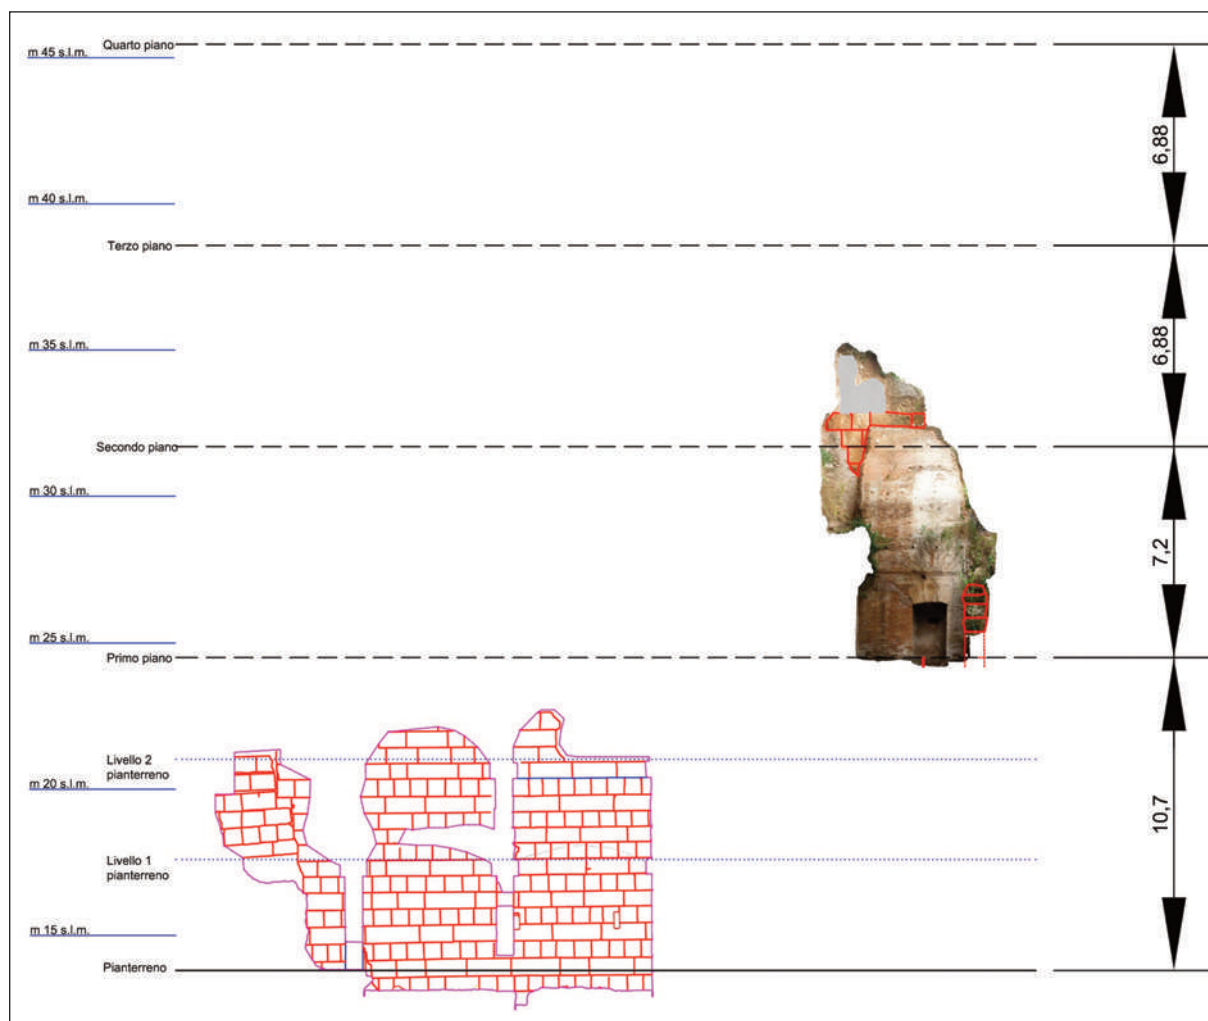 Quarto piano
m 45 s.l.m.
6,88
m 40 s.l.m.
Terzo piano
m 35 s.l.m.
6,88
Secondo piano
m 30 s.l.m.
7,2
m 25 s.l.m.
Primo piano
Livello 2
pianterreno
m 20 s.l.m.
10,7
Livello 1
pianterreno
m 15 s.l.m.
Pianterreno